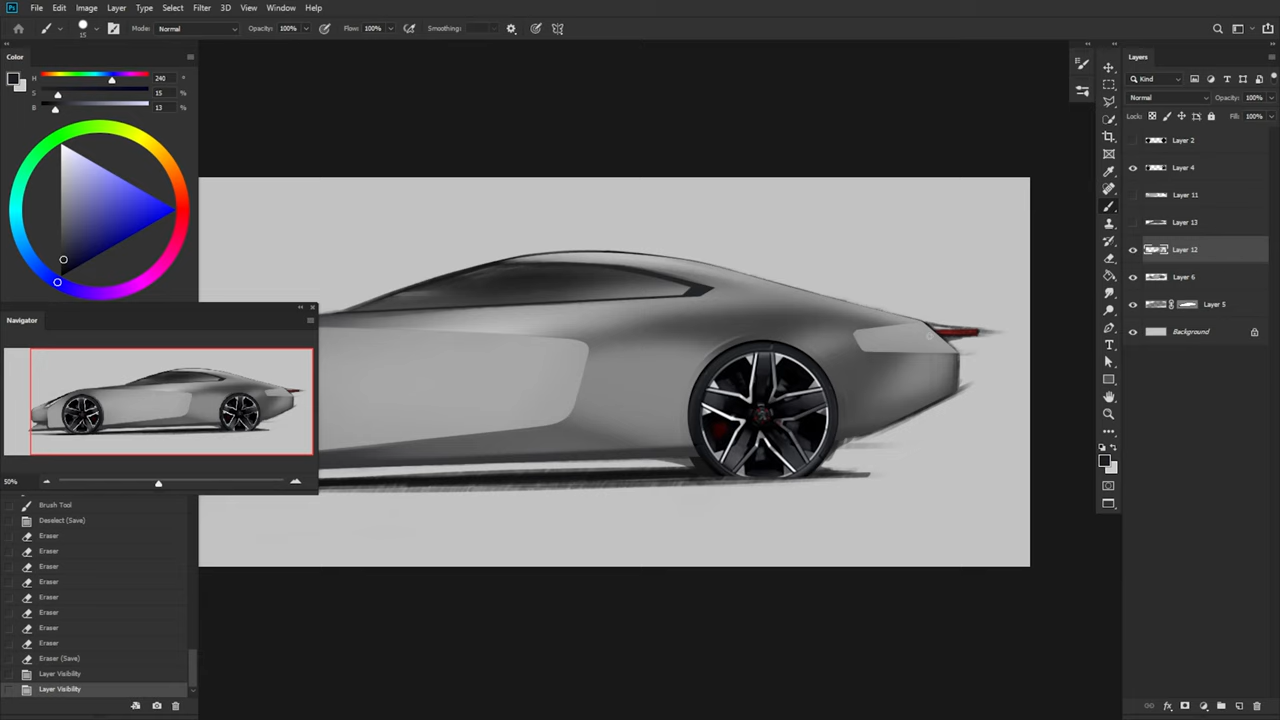 Ps File Edit Image Layer Type Select Filter 3D View Window Help
15 Mode: Normal Opacity: 100% Flow: 100% Smoothing:
Color
H 240 °
S 15 %
B 13 %
Navigator
50%
Brush Tool
Deselect (Save)
Eraser
Eraser
Eraser
Eraser
Eraser
Eraser
Eraser
Eraser
Eraser (Save)
Layer Visibility
Layer Visibility
Layers
Kind
Normal Opacity: 100%
Lock: Fill: 100%
Layer 2
Layer 4
Layer 11
Layer 13
Layer 12
Layer 6
Layer 5
Background